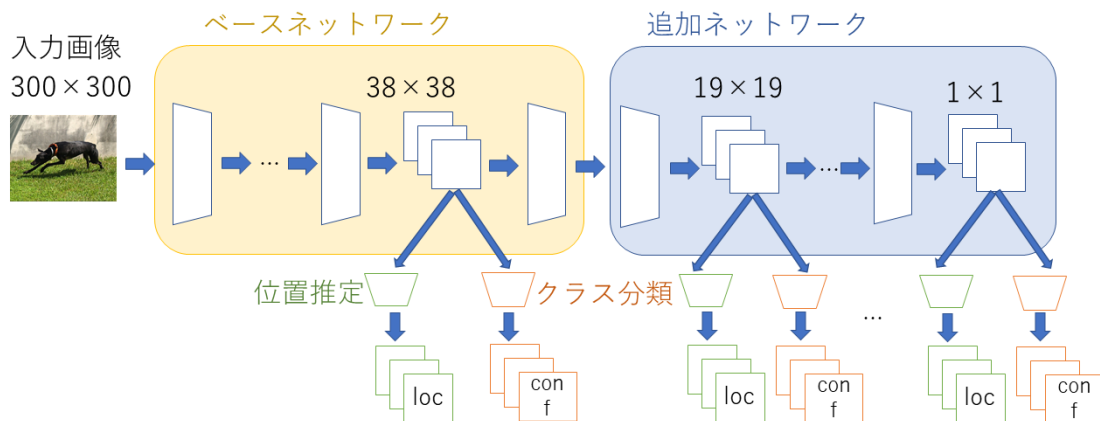 ベースネットワーク
追加ネットワーク
入力画像
300×300
38×38
19×19
1×1
...
...
...
位置推定
クラス分類
...
loc
con
f
loc
con
f
loc
con
f